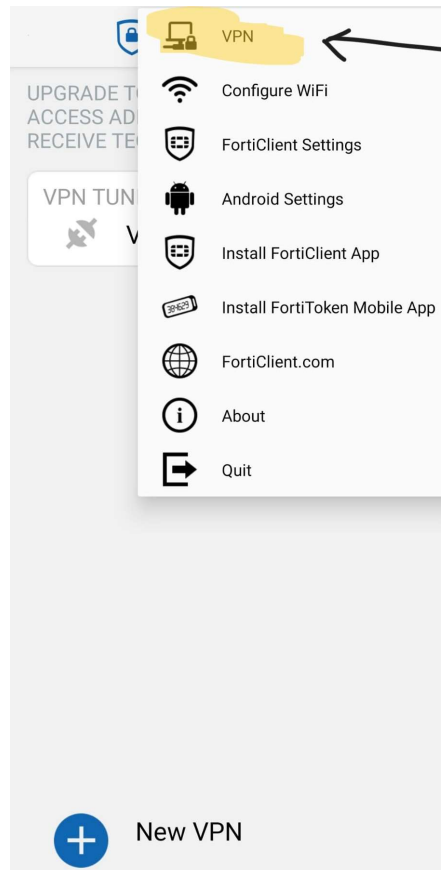 VPN
Configure WiFi
UPGRADE T
ACCESS AD
RECEIVE TE
FortiClient Settings
VPN TUN
Android Settings
V
Install FortiClient App
Install FortiToken Mobile App
FortiClient.com
About
Quit
New VPN